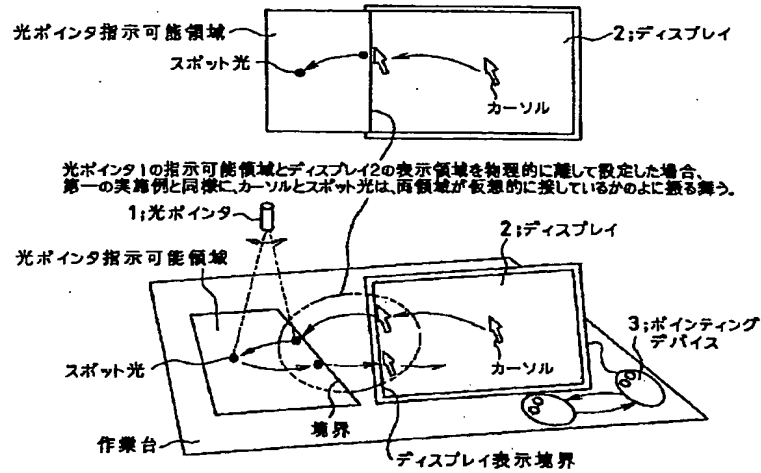 光ポインタ指示可能領域
2;ディスプレイ
スポット光
カーソル
光ポインタ1の指示可能領域とディスプレイ2の表示領域を物理的に離して設定した場合、
第一の実施例と同様に、カーソルとスポット光は、両領域が仮想的に接しているかのよに振る舞う。
1;光ポインタ
2;ディスプレイ
光ポインタ指示可能領域
3;ポインティング
デバイス
スポット光
カーソル
境界
作業台
ディスプレイ表示境界